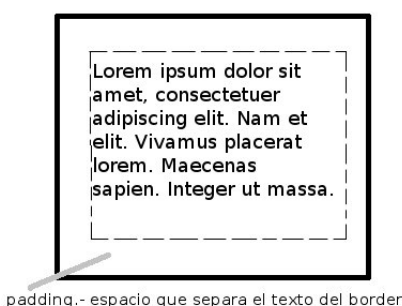 Lorem ipsum dolor sit
amet, consectetuer
adipiscing elit. Nam et
elit. Vivamus placerat
lorem. Maecenas
sapien. Integer ut massa.
padding.- espacio que separa el texto del border